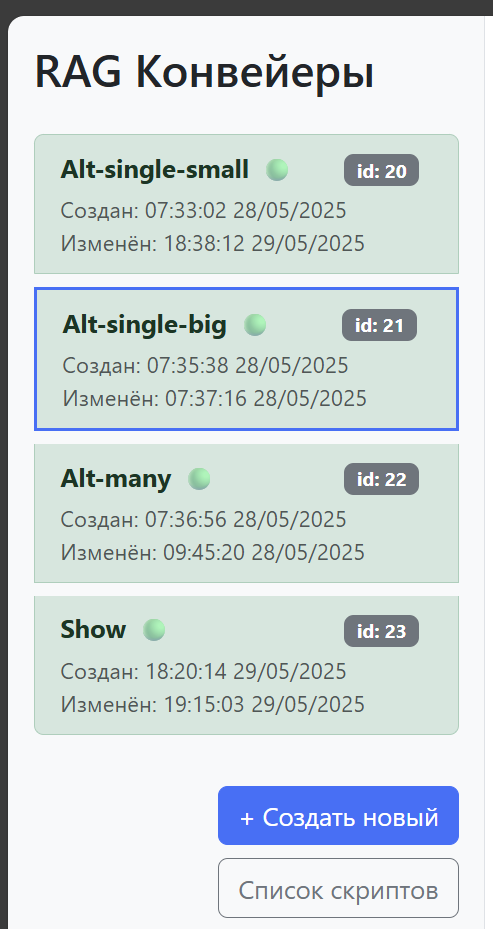 RAG Конвейеры
Alt-single-small id: 20
Создан: 07:33:02 28/05/2025
Изменён: 18:38:12 29/05/2025
Alt-single-big id: 21
Создан: 07:35:38 28/05/2025
Изменён: 07:37:16 28/05/2025
Alt-many id: 22
Создан: 07:36:56 28/05/2025
Изменён: 09:45:20 28/05/2025
Show id: 23
Создан: 18:20:14 29/05/2025
Изменён: 19:15:03 29/05/2025
+ Создать новый
Список скриптов